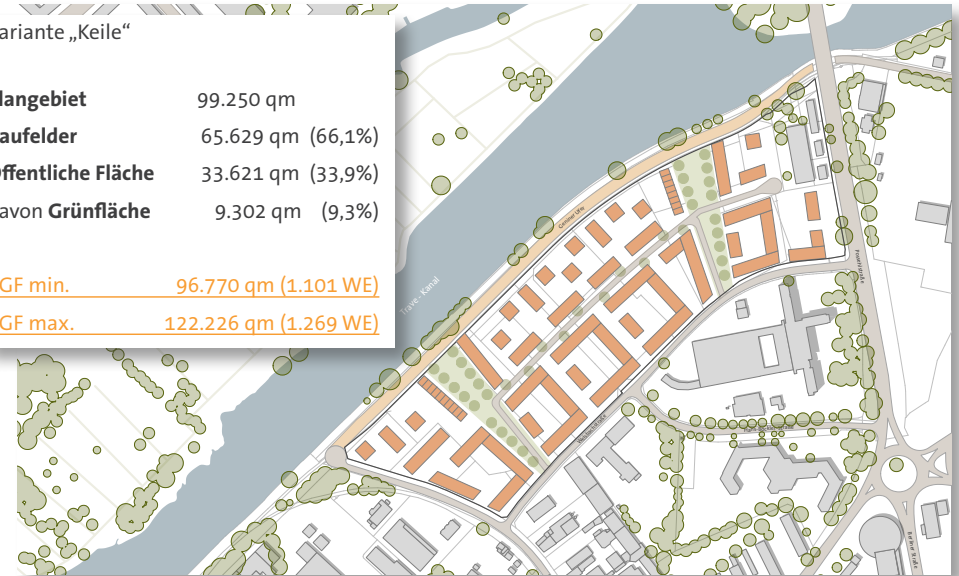 ariante „Keile“
langebiet 99.250 qm
aufelder 65.629 qm (66,1%)
ffentliche Fläche 33.621 qm (33,9%)
avon Grünfläche 9.302 qm (9,3%)
GF min. 96.770 qm (1.101 WE)
GF max. 122.226 qm (1.269 WE)
Trave - Kanal